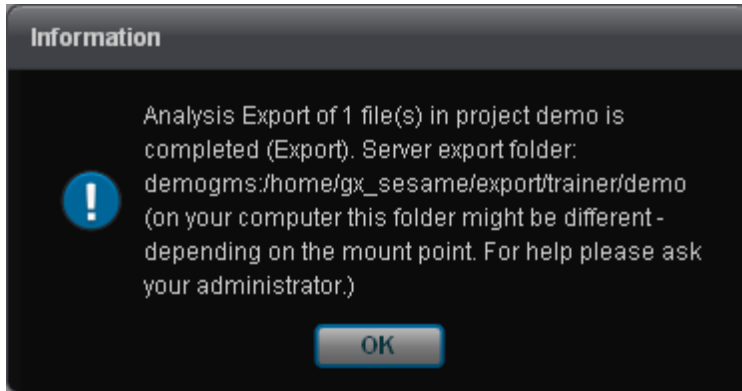 Information
Analysis Export of 1 file(s) in project demo is
completed (Export). Server export folder:
demogms:/home/gx_sesame/export/trainer/demo
(on your computer this folder might be different -
depending on the mount point. For help please ask
your administrator.)
OK